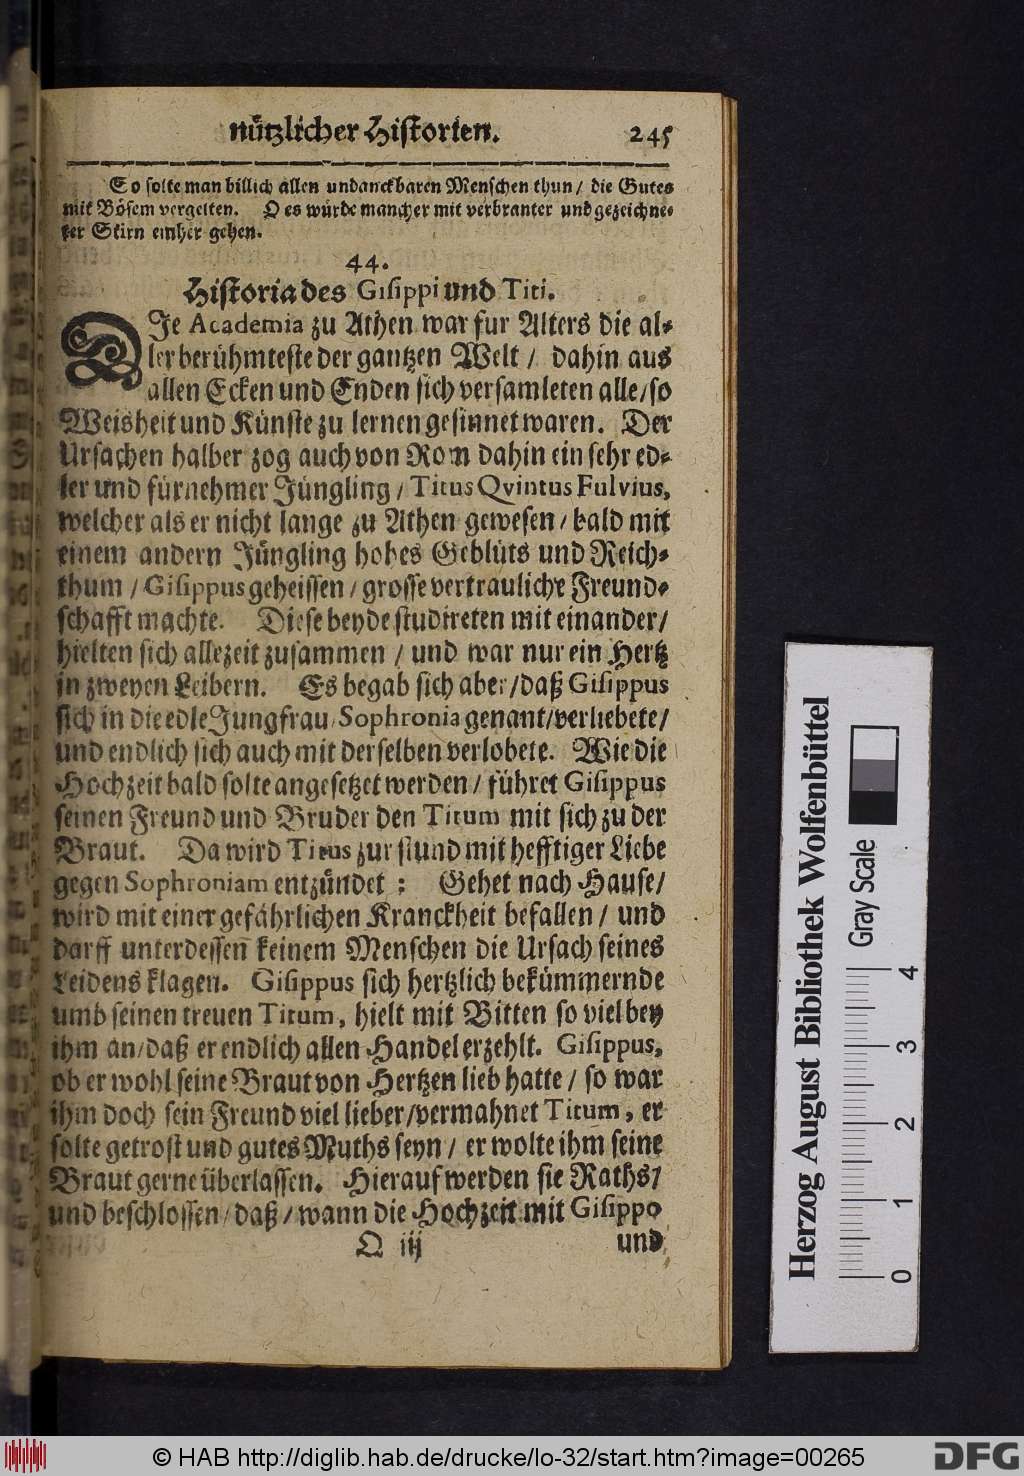 nützlicher Historien. 245
So solte man billich allen undanckbaren Menschen thun / die Gutes
mit Bösem vergelten. O es würde mancher mit verbranter und gezeichne-
ter Stirn einher gehen.
44.
Historia des Gisippi und Titi.
DIe Academia zu Athen war fur Alters die al-
lerberühmteste der gantzen Welt / dahin aus
allen Ecken und Enden sich versamleten alle / so
Weisheit und Künste zu lernen gesinnet waren. Der
Ursachen halber zog auch von Rom dahin ein sehr ed-
ler und fürnehmer Jüngling / Titus Qvintus Fulvius,
welcher als er nicht lange zu Athen gewesen / bald mit
einem andern Jüngling hohes Geblüts und Reich-
thum / Gisippus geheissen / grosse vertrauliche Freund-
schafft machte. Diese beyde studireten mit einander /
hielten sich allezeit zusammen / und war nur ein Hertz
in zweyen Leibern. Es begab sich aber / daß Gisippus
sich in die edle Jungfrau / Sophronia genant / verliebete /
und endlich sich auch mit derselben verlobete. Wie die
Hochzeit bald solte angesetzet werden / führet Gisippus
seinen Freund und Bruder den Titum mit sich zu der
Braut. Da wird Titus zur stund mit hefftiger Liebe
gegen Sophroniam entzündet : Gehet nach Hause /
wird mit einer gefährlichen Kranckheit befallen / und
darff unterdessen̄ keinem Menschen die Ursach seines
Leidens klagen. Gisippus sich hertzlich bekümmernde
umb seinen treuen Titum, hielt mit Bitten so viel bey
ihm an / daß er endlich allen Handel erzehlt. Gisippus,
ob er wohl seine Braut von Hertzen lieb hatte / so war
ihm doch sein Freund viel lieber / vermahnet Titum, er
solte getrost und gutes Muths seyn / er wolte ihm seine
Braut gerne überlassen. Hierauf werden sie Raths /
und beschlossen / daß / wann die Hochzeit mit Gisippo
Q iij und
Herzog August Bibliothek Wolfenbüttel
Gray Scale
0 1 2 3 4
© HAB http://diglib.hab.de/drucke/lo-32/start.htm?image=00265
DFG